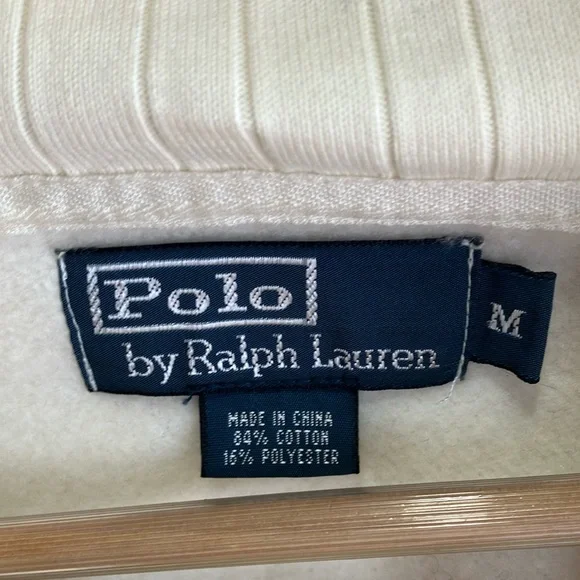 Polo
by Ralph Lauren
M
MADE IN CHINA
84% COTTON
16% POLYESTER